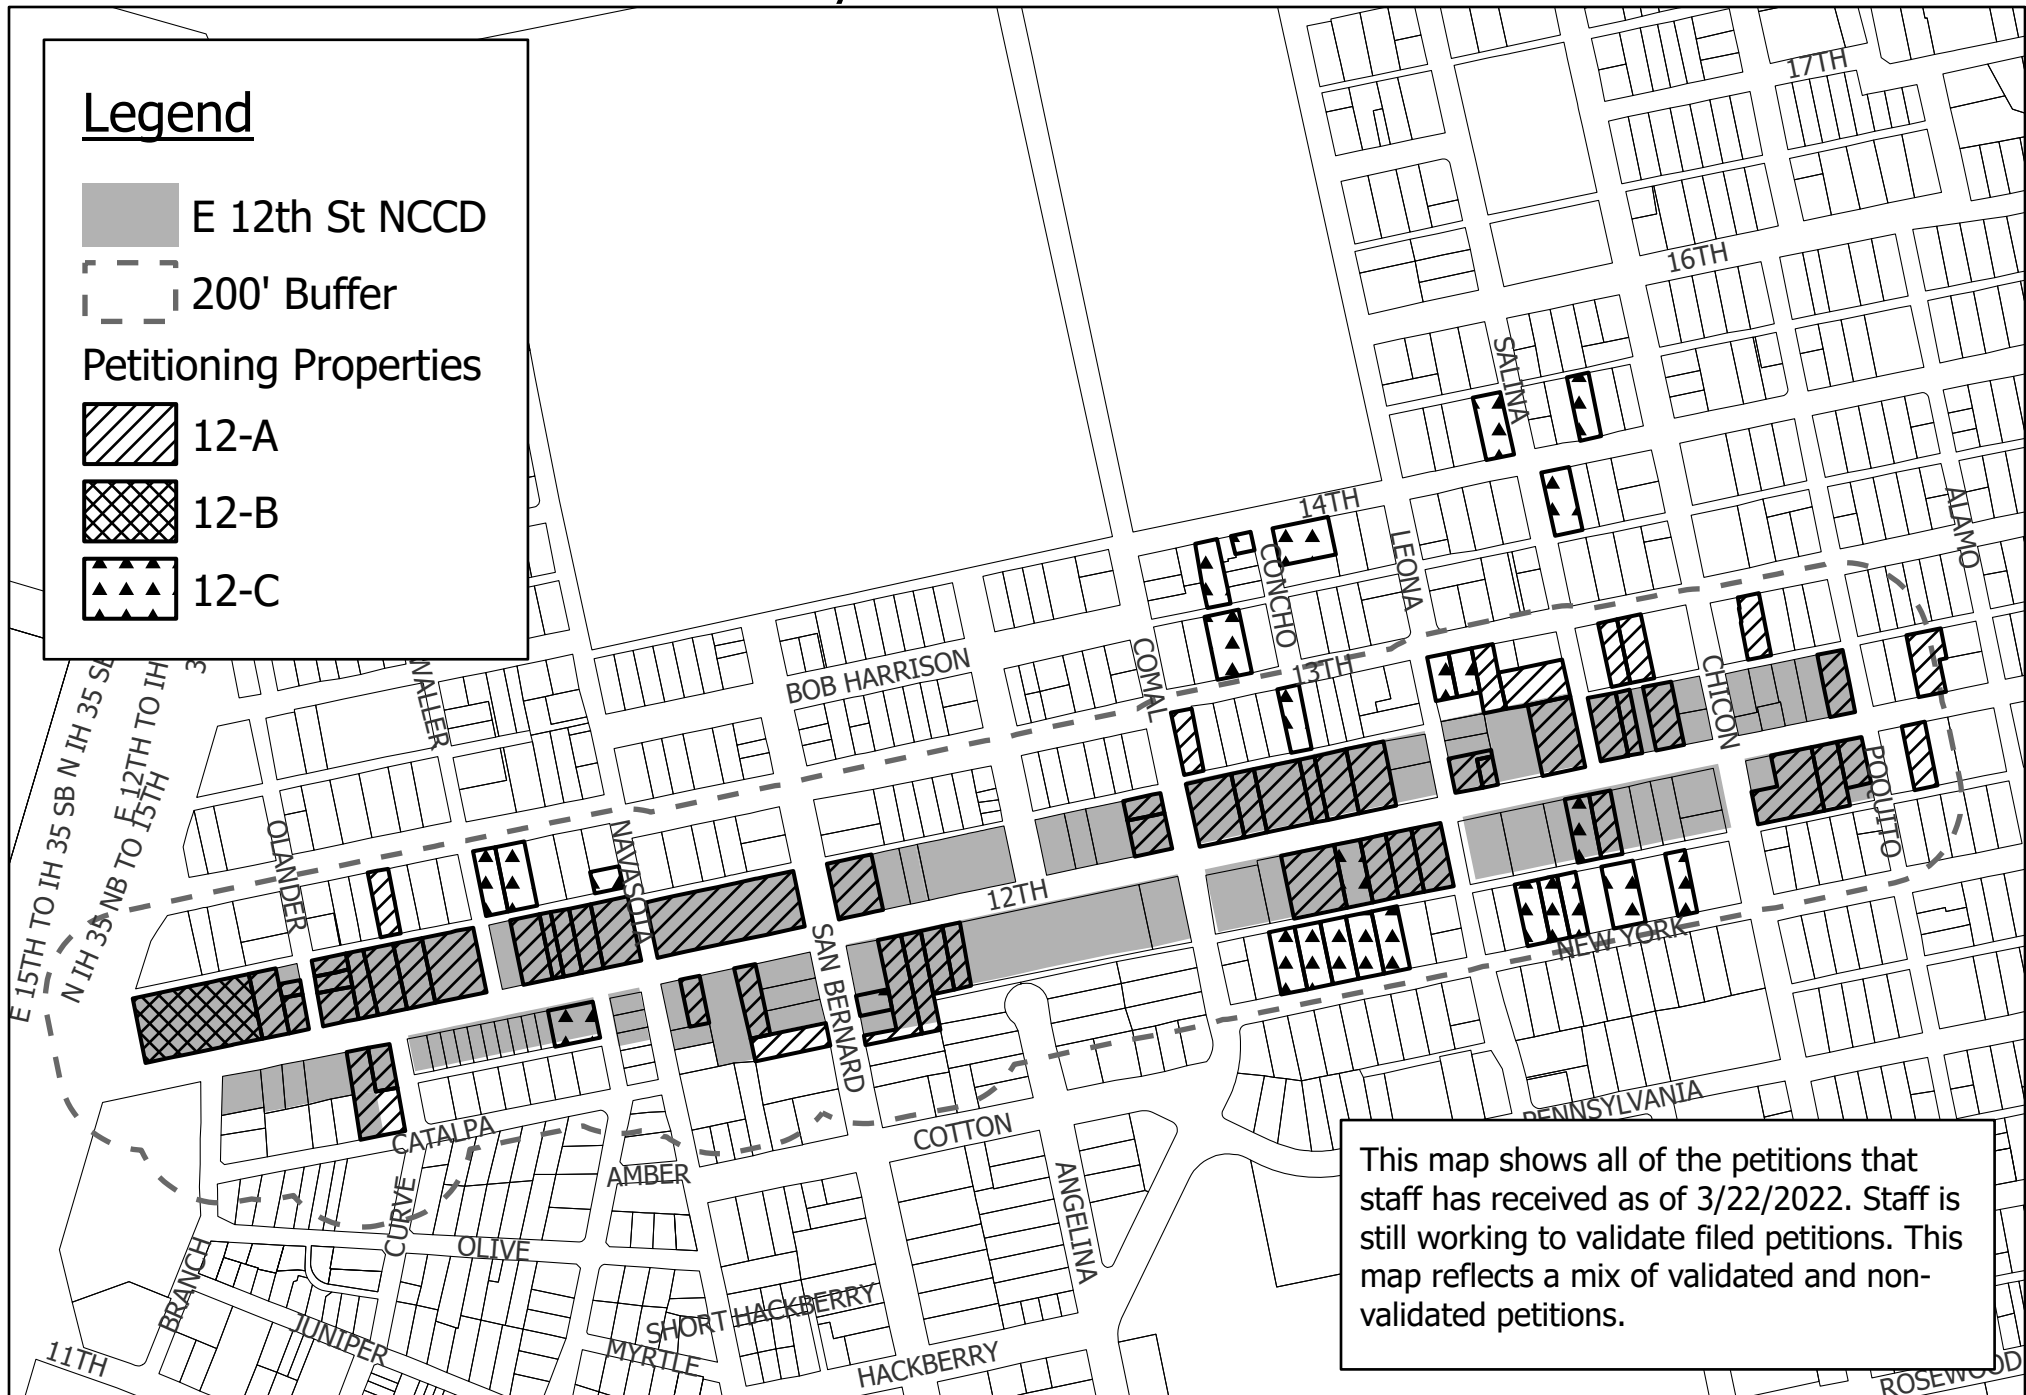 Legend
E 12th St NCCD
200' Buffer
Petitioning Properties
12-A
12-B
12-C
17TH
16TH
SALINA
ALAMO
14TH
CONCHO
LEONA
COMAL
13TH
BOB HARRISON
CHICON
POQUITO
WALLER
E 15TH TO IH 35 SB N IH 35 SB
E 12TH TO IH
3
N IH 35 NB TO 15TH
OLANDER
NAVASOTA
12TH
SAN BERNARD
NEW YORK
PENNSYLVANIA
COTTON
CATALPA
AMBER
ANGELINA
CURVE
OLIVE
BRANCH
JUNIPER
SHORT HACKBERRY
MYRTLE
HACKBERRY
11TH
ROSEWOOD
This map shows all of the petitions that
staff has received as of 3/22/2022. Staff is
still working to validate filed petitions. This
map reflects a mix of validated and non-
validated petitions.